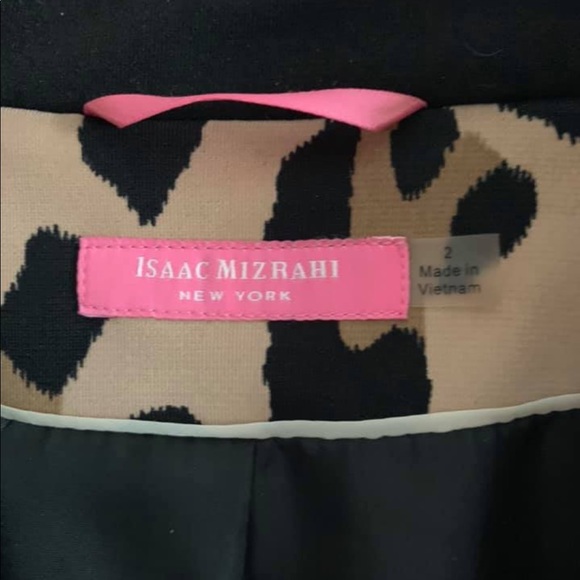 ISAAC MIZRAHI
NEW YORK
2
Made in
Vietnam